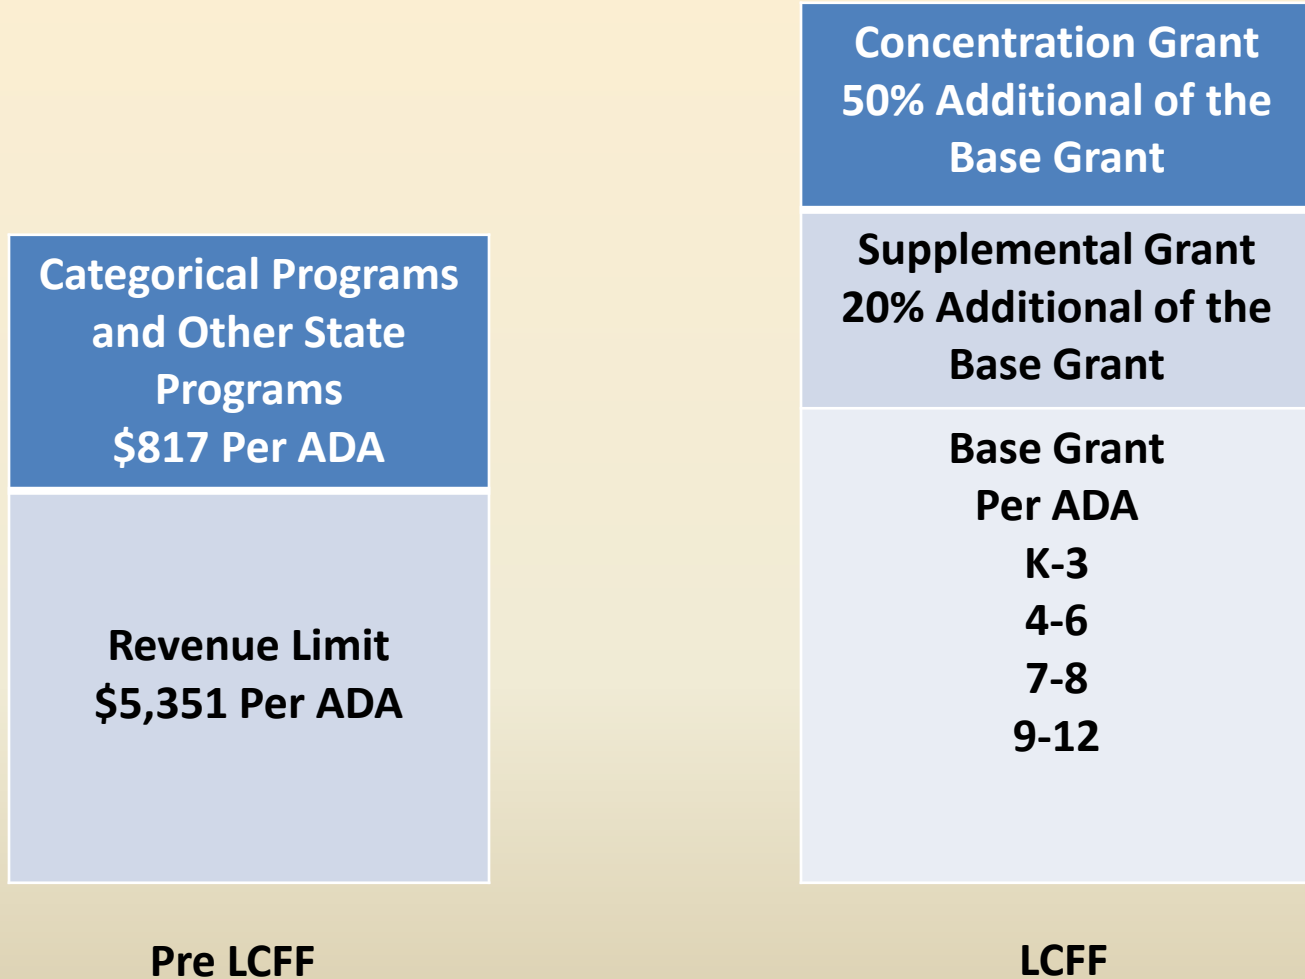 Categorical Programs
and Other State
Programs
$817 Per ADA
Revenue Limit
$5,351 Per ADA
Pre LCFF
Concentration Grant
50% Additional of the
Base Grant
Supplemental Grant
20% Additional of the
Base Grant
Base Grant
Per ADA
K-3
4-6
7-8
9-12
LCFF